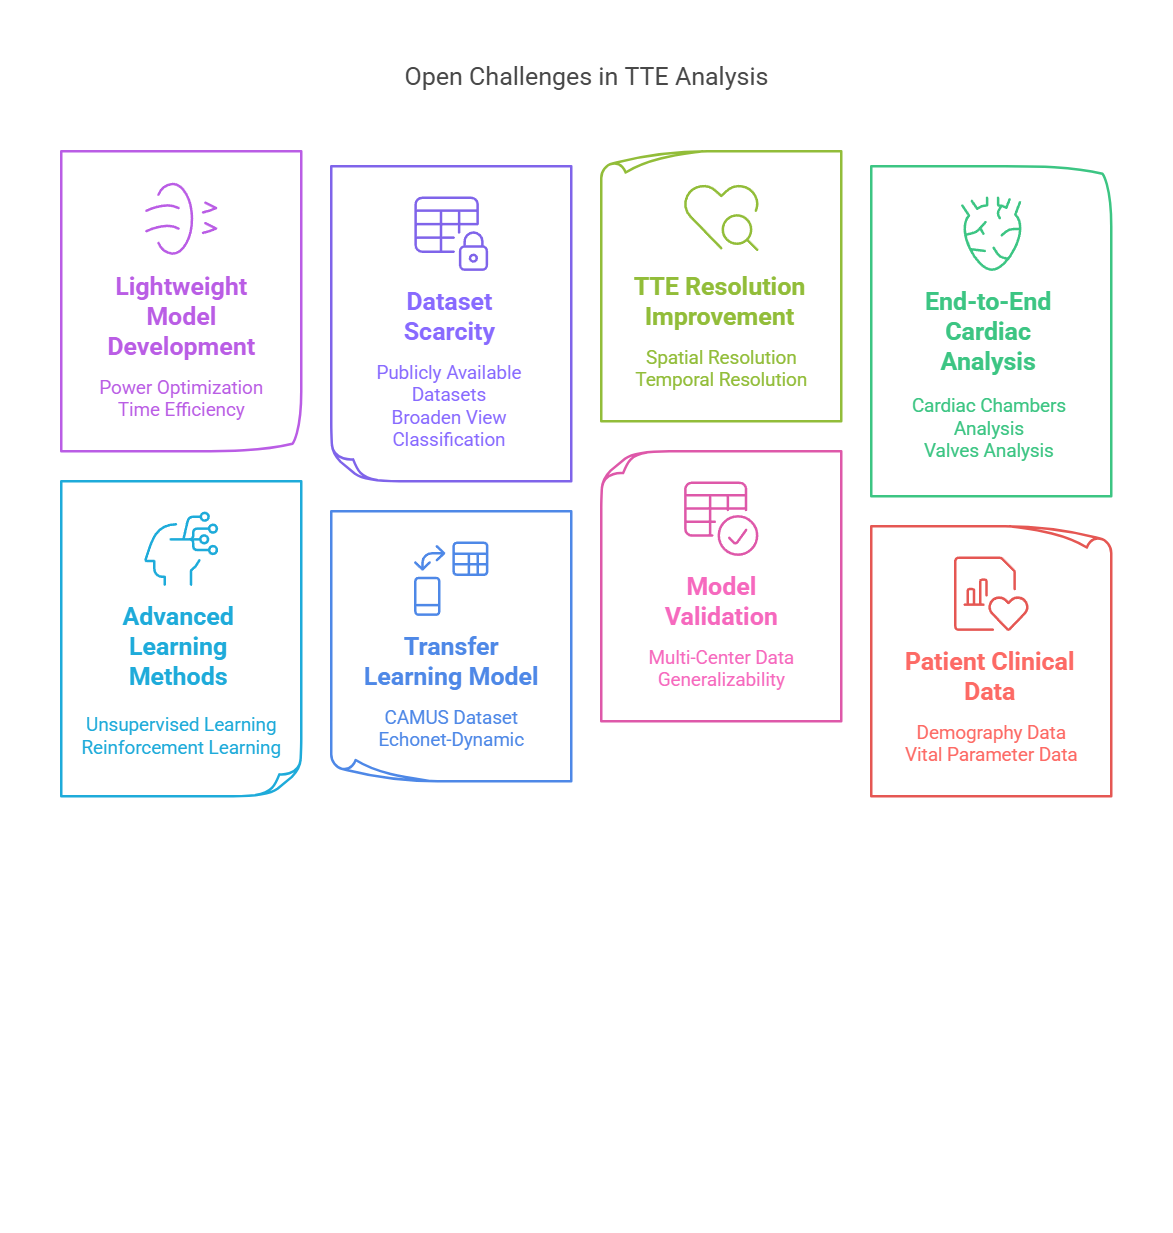 Open Challenges in TTE Analysis
Lightweight
Model
Development
Power Optimization
Time Efficiency
Dataset
Scarcity
Publicly Available
Datasets
Broaden View
Classification
TTE Resolution
Improvement
Spatial Resolution
Temporal Resolution
End-to-End
Cardiac
Analysis
Cardiac Chambers
Analysis
Valves Analysis
Advanced
Learning
Methods
Unsupervised Learning
Reinforcement Learning
Transfer
Learning Model
CAMUS Dataset
Echonet-Dynamic
Model
Validation
Multi-Center Data
Generalizability
Patient Clinical
Data
Demography Data
Vital Parameter Data